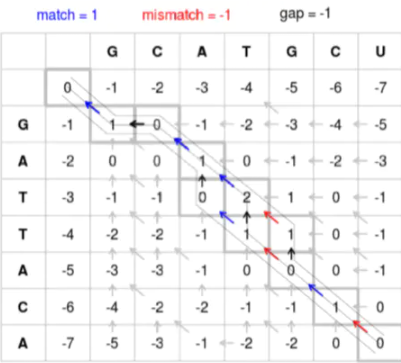 match = 1 mismatch = -1 gap = -1
G C A T G C U
0 -1 -2 -3 -4 -5 -6 -7
G -1 1 0 -1 -2 -3 -4 -5
A -2 0 0 1 0 -1 -2 -3
T -3 -1 -1 0 2 1 0 -1
T -4 -2 -2 -1 1 1 0 -1
A -5 -3 -3 -1 0 0 0 -1
C -6 -4 -2 -2 -1 -1 1 0
A -7 -5 -3 -1 -2 -2 0 0